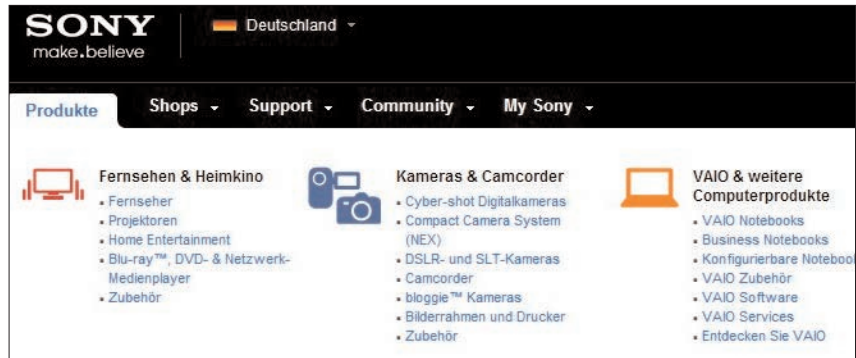 SONY
make.believe
Deutschland
Produkte Shops Support Community My Sony
Fernsehen & Heimkino
Fernseher
Projektoren
Home Entertainment
Blu-ray™, DVD- & Netzwerk-
Medienplayer
Zubehör
Kameras & Camcorder
Cyber-shot Digitalkameras
Compact Camera System
(NEX)
DSLR- und SLT-Kameras
Camcorder
bloggie™ Kameras
Bilderrahmen und Drucker
Zubehör
VAIO & weitere
Computerprodukte
VAIO Notebooks
Business Notebooks
Konfigurierbare
VAIO Zubehör
VAIO Software
VAIO Services
Entdecken Sie VAIO